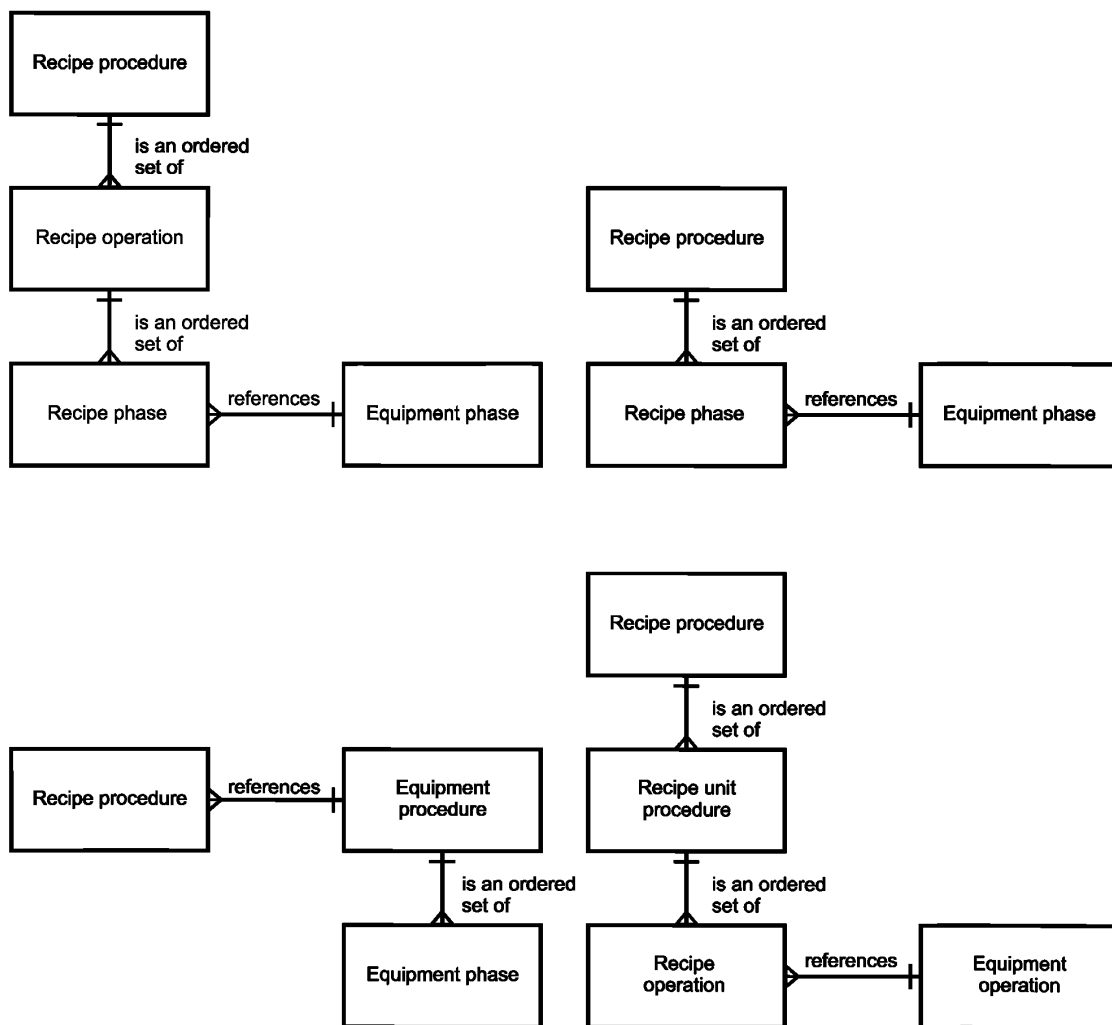 Recipe procedure
is an ordered
set of
Recipe operation
is an ordered
set of
Recipe phase
references
Equipment phase
Recipe procedure
is an ordered
set of
Recipe phase
references
Equipment phase
Recipe procedure
references
Equipment
procedure
is an ordered
set of
Equipment phase
Recipe procedure
is an ordered
set of
Recipe unit
procedure
is an ordered
set of
Recipe
operation
references
Equipment
operation